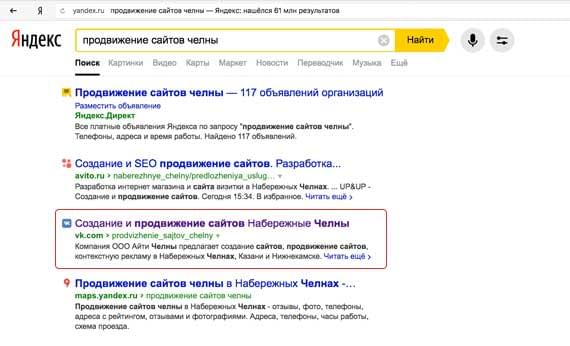 Я yandex.ru продвижение сайтов челны — Яндекс: нашёлся 61 млн результатов
Яндекс продвижение сайтов челны Найти
Поиск Картинки Видео Карты Маркет Новости Переводчик Музыка Ещё
Продвижение сайтов челны — 117 объявлений организаций
Разместить объявление
Яндекс.Директ
Все платные объявления Яндекса по запросу "продвижение сайтов челны".
Телефоны, адреса и время работы. Найдено 117 объявлений.
Создание и SEO продвижение сайтов. Разработка...
avito.ru › naberezhnye_chelny/predlozheniya_uslug...
Разработка интернет магазина и сайта визитки в Набережных Челнах. ... UP&UP -
Создание и продвижение сайтов. Сегодня 15:34. В избранное. Читать ещё ›
Создание и продвижение сайтов Набережные Челны
vk.com › prodvizhenie_sajtov_chelny
Компания ООО Айти Челны предлагает создание сайтов, продвижение сайтов,
контекстную рекламу в Набережных Челнах, Казани и Нижнекамске. Читать ещё ›
Продвижение сайтов челны в Набережных Челнах -...
maps.yandex.ru › продвижение сайтов челны
Продвижение сайтов челны в Набережных Челнах - отзывы, фото, телефоны,
адреса с рейтингом, отзывами и фотографиями. Адреса, телефоны, часы работы,
схема проезда.